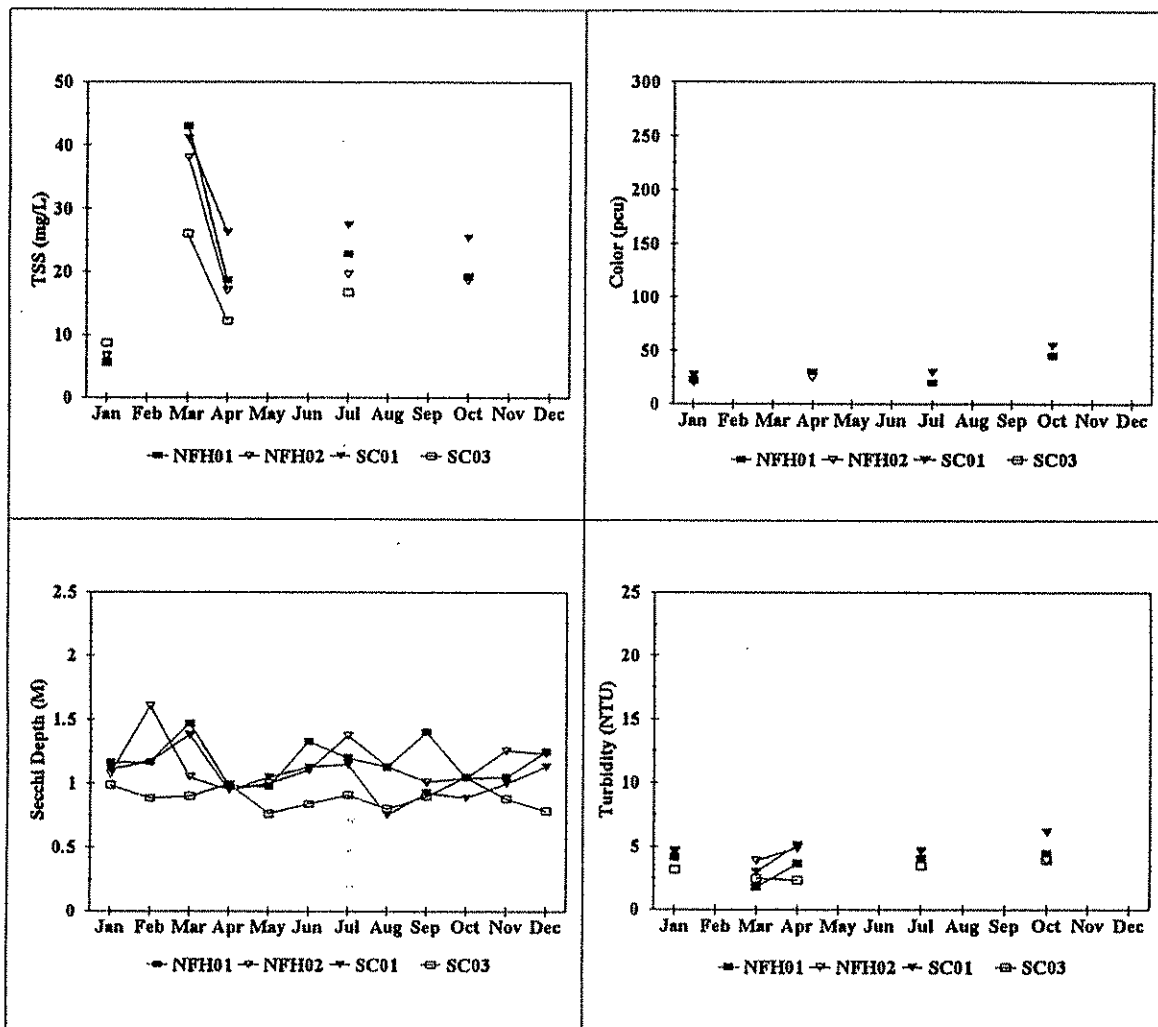 TSS (mg/L)
50
40
30
20
10
0
Jan Feb Mar Apr May Jun Jul Aug Sep Oct Nov Dec
NFH01 NFH02 SC01 SC03
Color (pcu)
300
250
200
150
100
50
0
Jan Feb Mar Apr May Jun Jul Aug Sep Oct Nov Dec
NFH01 NFH02 SC01 SC03
Secchi Depth (M)
2.5
2
1.5
1
0.5
0
Jan Feb Mar Apr May Jun Jul Aug Sep Oct Nov Dec
NFH01 NFH02 SC01 SC03
Turbidity (NTU)
25
20
15
10
5
0
Jan Feb Mar Apr May Jun Jul Aug Sep Oct Nov Dec
NFH01 NFH02 SC01 SC03